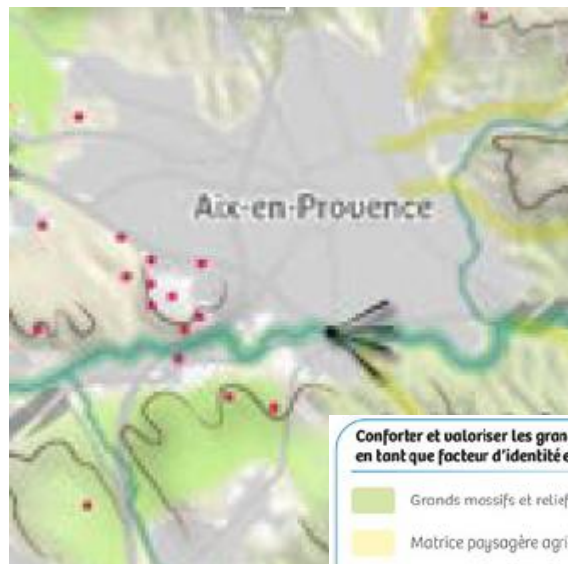 Aix-en-Provence
Conforter et valoriser les gran
en tant que facteur d'identité e
Grands massifs et relief
Matrice paysagère agri